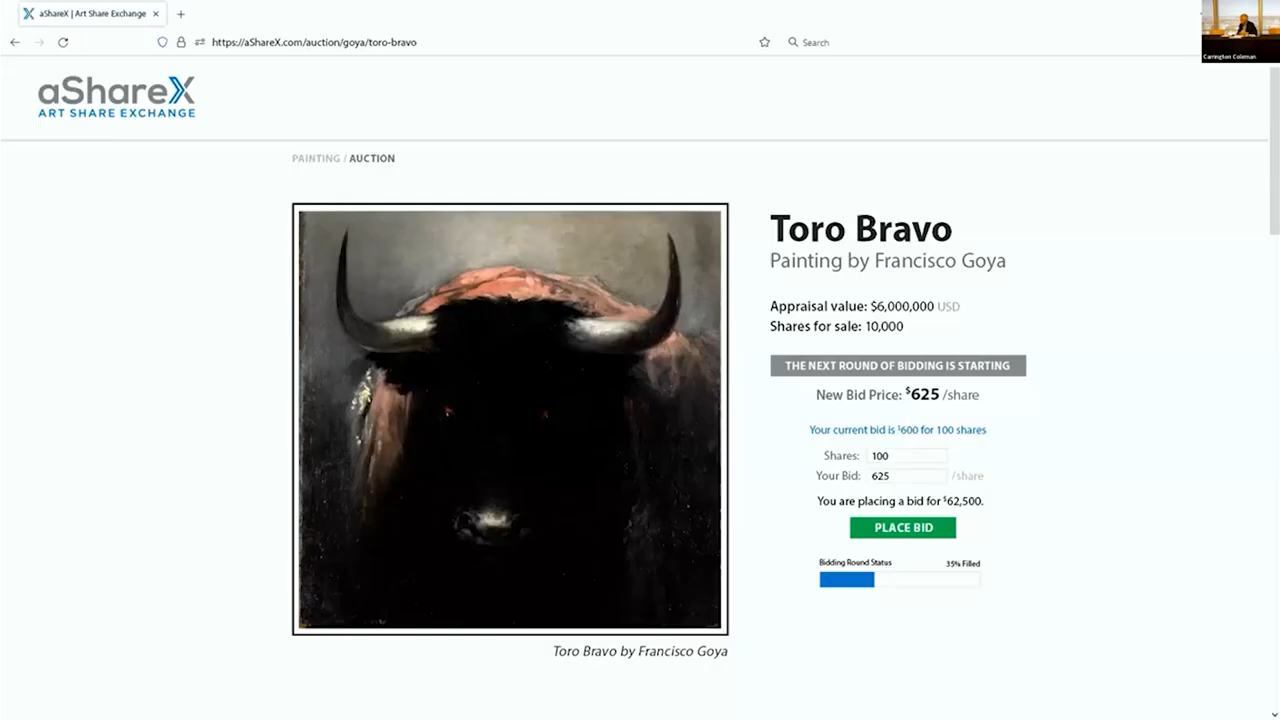 aShareX | Art Share Exchange
https://aShareX.com/auction/goya/toro-bravo
Search
Carrington Coleman
aShareX
ART SHARE EXCHANGE
PAINTING / AUCTION
Toro Bravo
Painting by Francisco Goya
Appraisal value: $6,000,000 USD
Shares for sale: 10,000
THE NEXT ROUND OF BIDDING IS STARTING
New Bid Price: $625 /share
Your current bid is $600 for 100 shares
Shares: 100
Your Bid: 625 /share
You are placing a bid for $62,500.
PLACE BID
Bidding Round Status 35% Filled
Toro Bravo by Francisco Goya